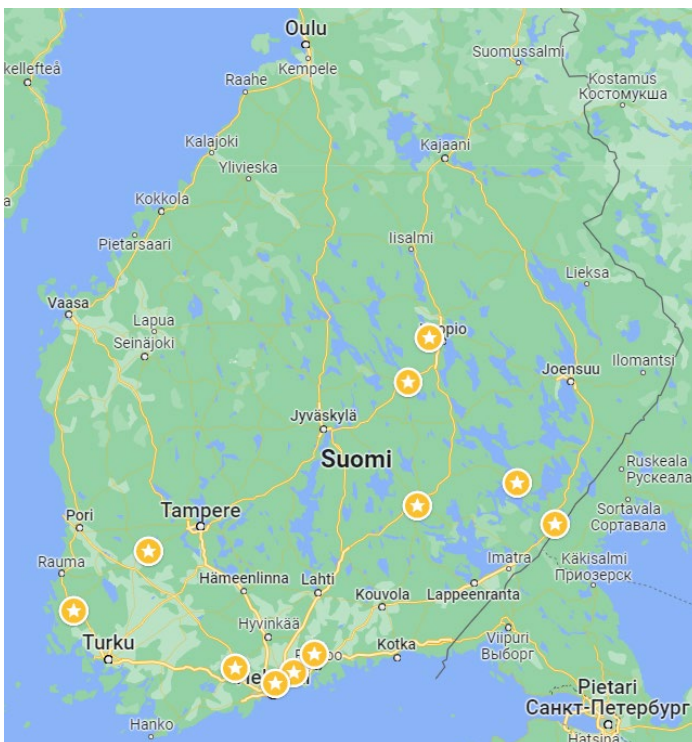 Oulu
Kempele
Suomussalmi
kellefteå
Raahe
Kostamus
Костомукша
Kalajoki
Kajaani
Ylivieska
Kokkola
Pietarsaari
Iisalmi
Lieksa
Vaasa
Lapua
Seinäjoki
Joensuu
Ilomantsi
Jyväskylä
Suomi
Ruskeala
Рускеала
Tampere
Pori
Sortavala
Сортавала
Rauma
Hämeenlinna
Lahti
Imatra
Käkisalmi
Приозерск
Kouvola
Lappeenranta
Hyvinkää
Turku
Kotka
Viipuri
Выборг
Pietari
Санкт-Петербург
Hanko
Hatsina